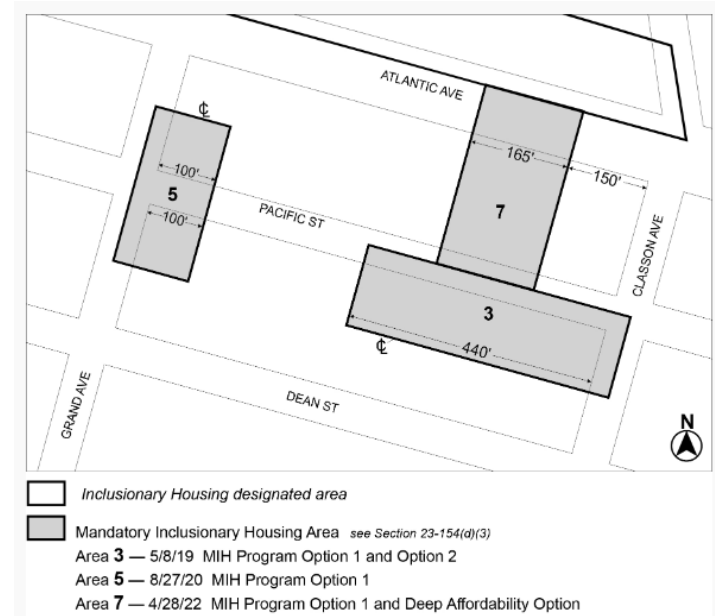 ATLANTIC AVE
℄
165'
150'
100'
5
100'
7
PACIFIC ST
CLASSON AVE
3
℄
440'
GRAND AVE
DEAN ST
N
Inclusionary Housing designated area
Mandatory Inclusionary Housing Area see Section 23-154(d)(3)
Area 3 — 5/8/19 MIH Program Option 1 and Option 2
Area 5 — 8/27/20 MIH Program Option 1
Area 7 — 4/28/22 MIH Program Option 1 and Deep Affordability Option